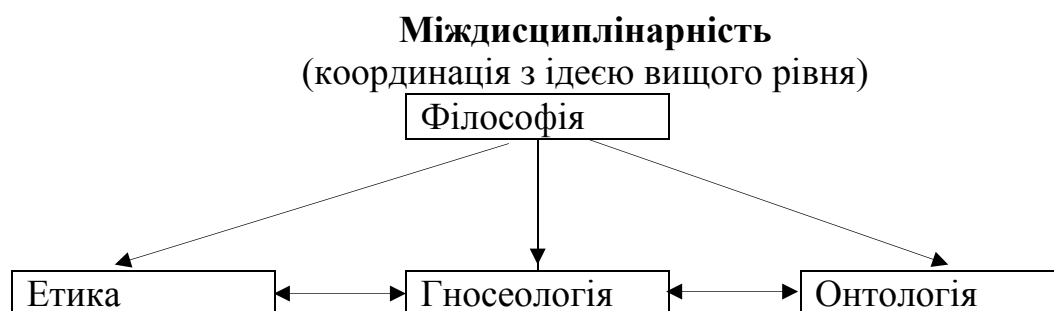 Міждисциплінарність
(координація з ідеєю вищого рівня)
Філософія
Етика Гносеологія Онтологія